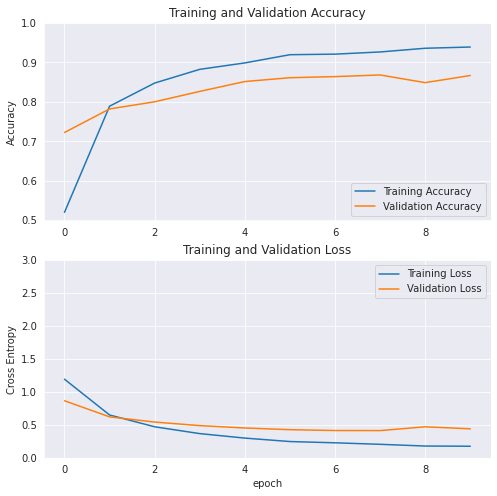 Training and Validation Accuracy
1.0
0.9
0.8
0.7
0.6
0.5
Accuracy
Training Accuracy
Validation Accuracy
0 2 4 6 8
Training and Validation Loss
3.0
2.5
2.0
1.5
1.0
0.5
0.0
Cross Entropy
Training Loss
Validation Loss
0 2 4 6 8
epoch